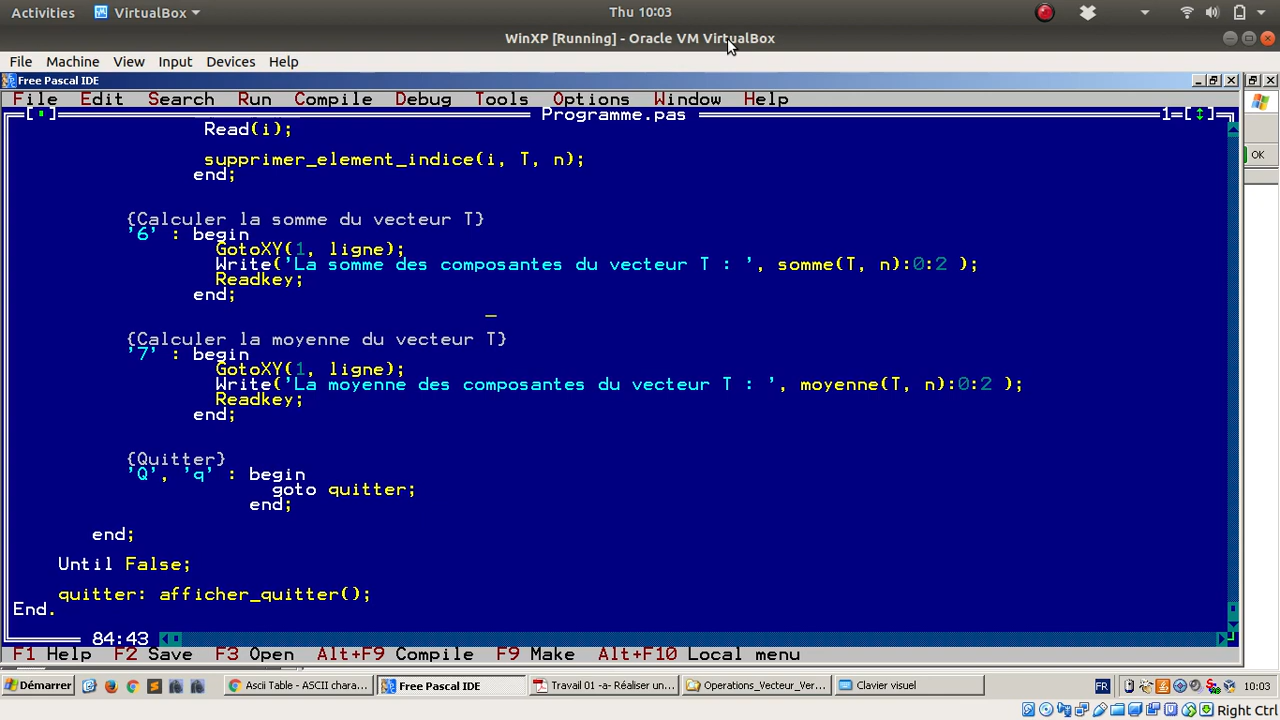 Activities VirtualBox Thu 10:03
WinXP [Running] - Oracle VM VirtualBox
File Machine View Input Devices Help
Free Pascal IDE
File Edit Search Run Compile Debug Tools Options Window Help
Programme.pas 1=[↕]
Read(i);
supprimer_element_indice(i, T, n);
end;
{Calculer la somme du vecteur T}
'6' : begin
GotoXY(1, ligne);
Write('La somme des composantes du vecteur T : ', somme(T, n):0:2 );
Readkey;
end;
{Calculer la moyenne du vecteur T}
'7' : begin
GotoXY(1, ligne);
Write('La moyenne des composantes du vecteur T : ', moyenne(T, n):0:2 );
Readkey;
end;
{Quitter}
'Q', 'q' : begin
goto quitter;
end;
end;
Until False;
quitter: afficher_quitter();
End.
84:43
F1 Help F2 Save F3 Open Alt+F9 Compile F9 Make Alt+F10 Local menu
OK
Démarrer Ascii Table - ASCII chara... Free Pascal IDE Travail 01 -a- Réaliser un... Operations_Vecteur_Ver... Clavier visuel FR 10:03
Right Ctrl